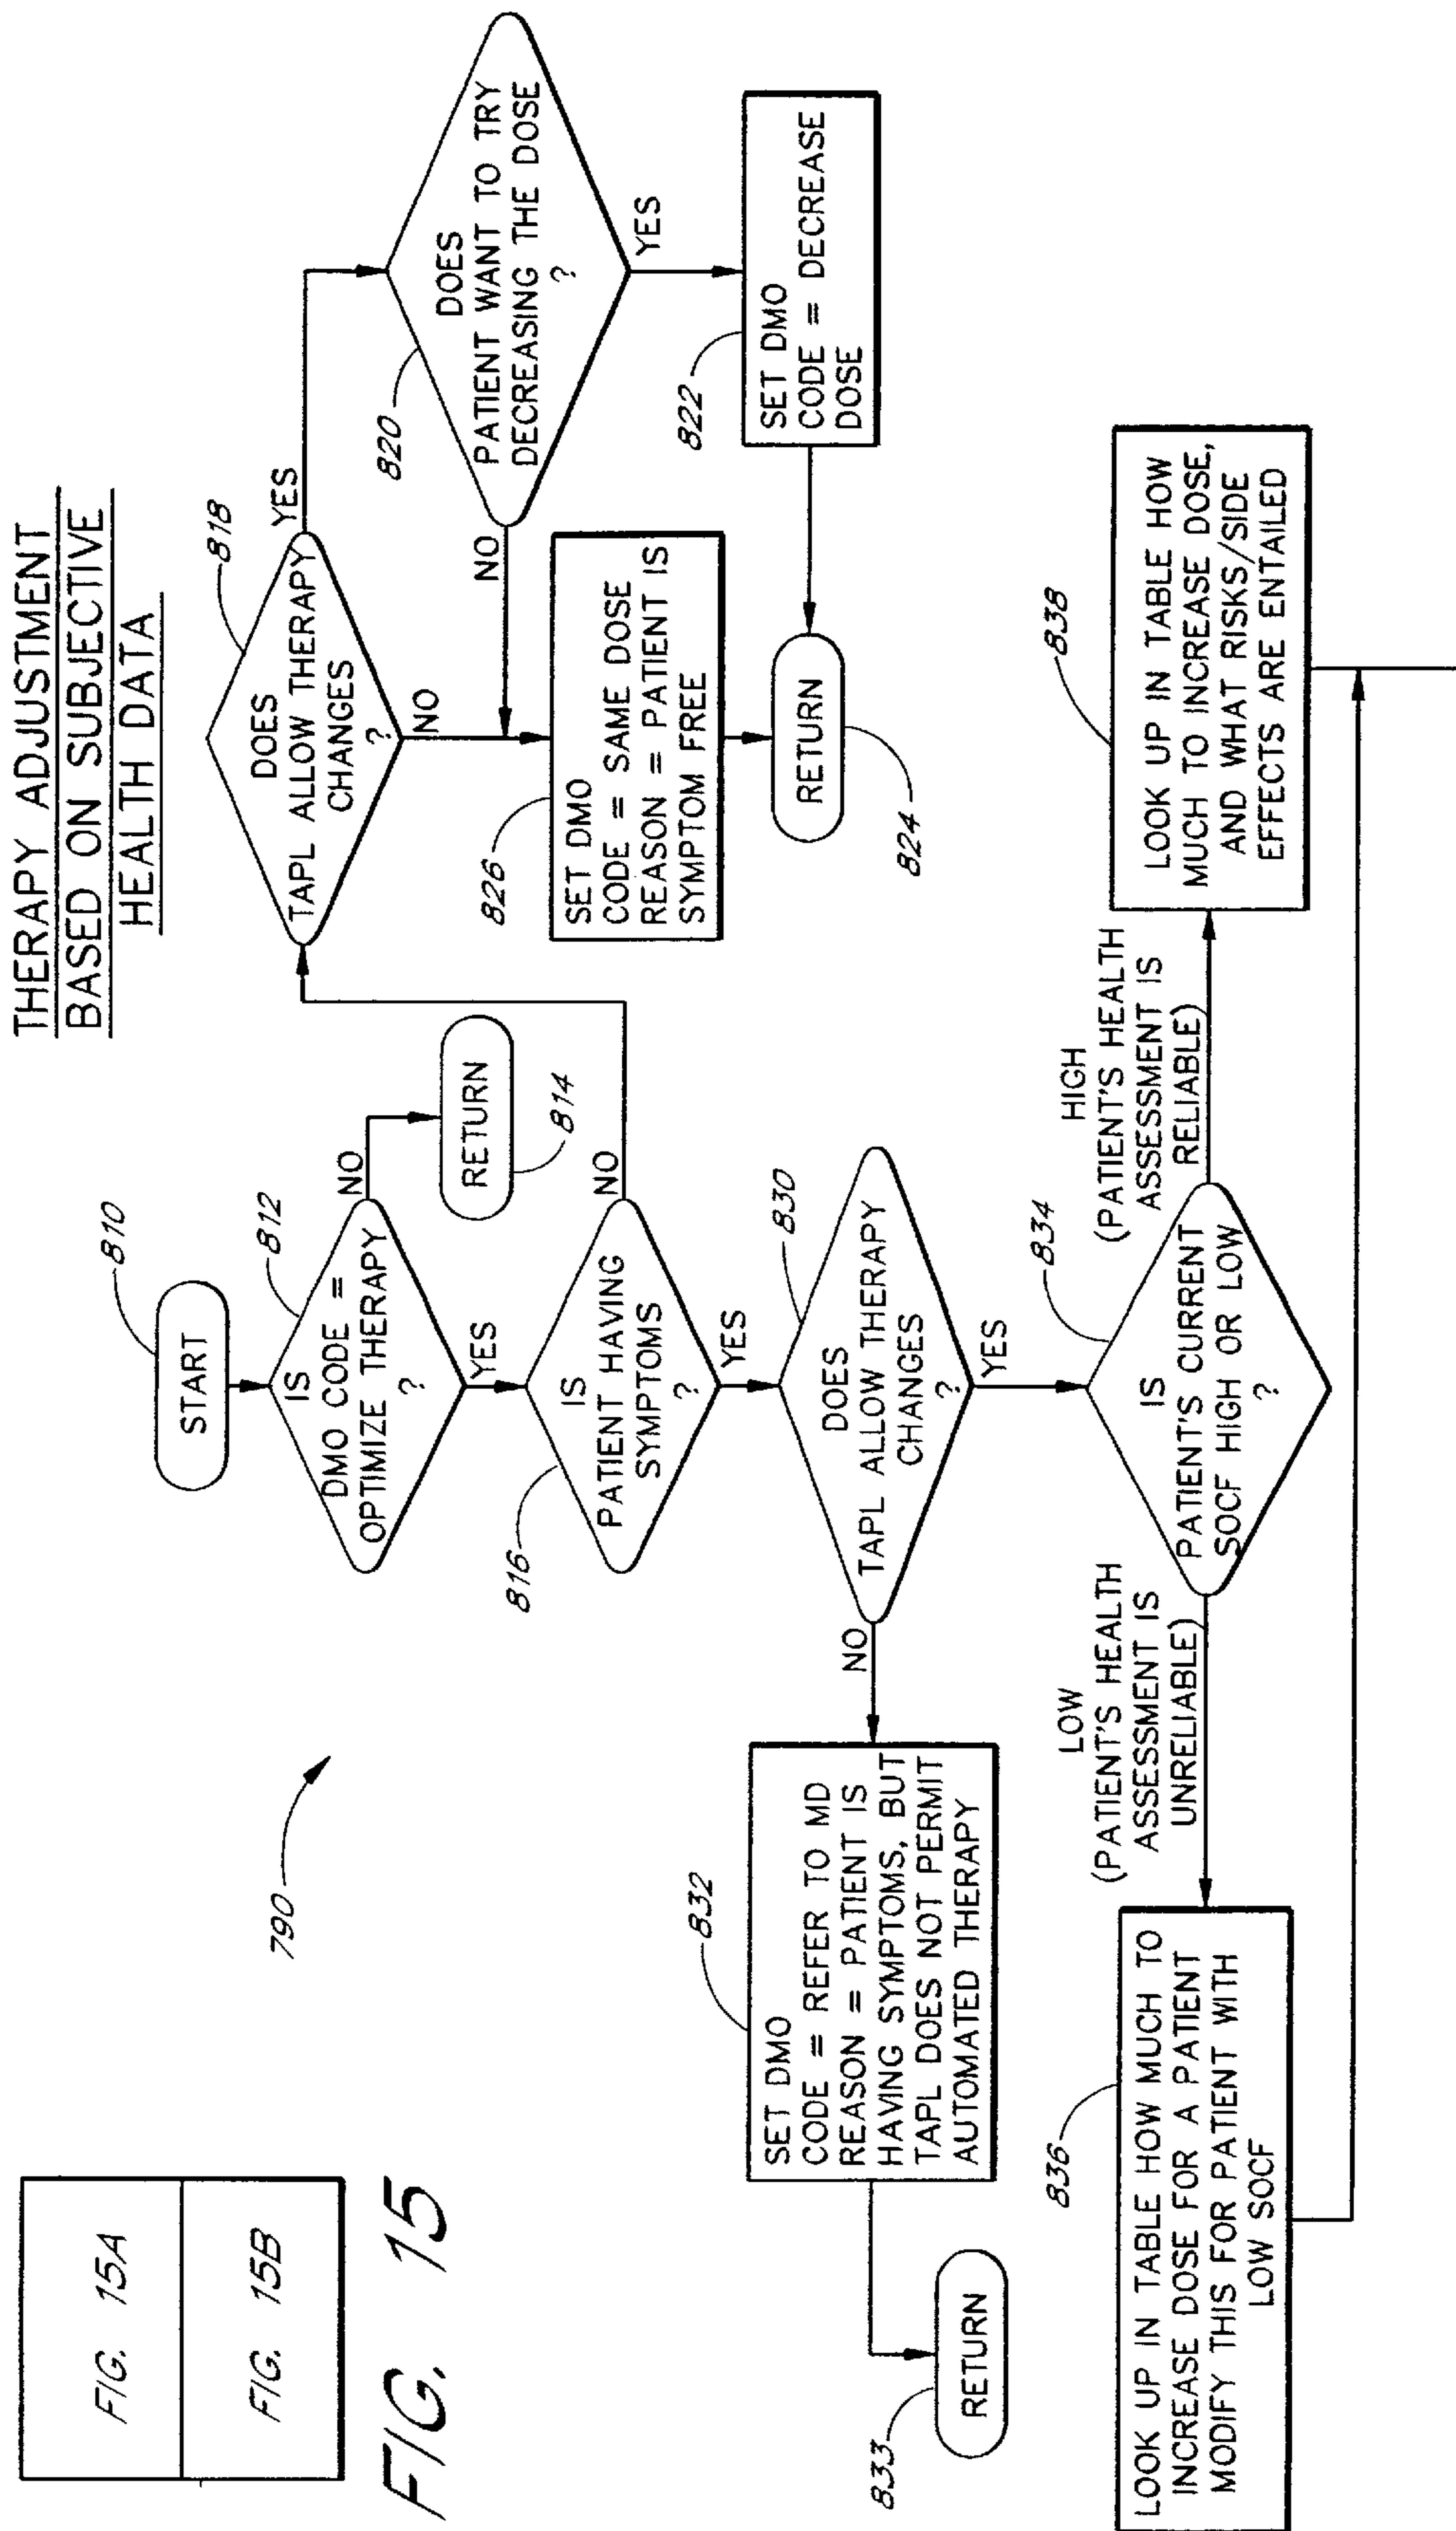 THERAPY ADJUSTMENT
BASED ON SUBJECTIVE
HEALTH DATA
FIG. 15A
FIG. 15B
FIG. 15
790
810
START
812
IS
DMO CODE =
OPTIMIZE THERAPY
?
NO
RETURN
814
YES
816
IS
PATIENT HAVING
SYMPTOMS
?
NO
YES
818
DOES
TAPL ALLOW THERAPY
CHANGES
?
YES
NO
820
DOES
PATIENT WANT TO TRY
DECREASING THE DOSE
?
NO
YES
822
SET DMO
CODE = DECREASE
DOSE
826
SET DMO
CODE = SAME DOSE
REASON = PATIENT IS
SYMPTOM FREE
RETURN
824
830
DOES
TAPL ALLOW THERAPY
CHANGES
?
NO
YES
832
SET DMO
CODE = REFER TO MD
REASON = PATIENT IS
HAVING SYMPTOMS, BUT
TAPL DOES NOT PERMIT
AUTOMATED THERAPY
833
RETURN
834
IS
PATIENT'S CURRENT
SOCF HIGH OR LOW
?
LOW
(PATIENT'S HEALTH
ASSESSMENT IS
UNRELIABLE)
HIGH
(PATIENT'S HEALTH
ASSESSMENT IS
RELIABLE)
836
LOOK UP IN TABLE HOW MUCH TO
INCREASE DOSE FOR A PATIENT
MODIFY THIS FOR PATIENT WITH
LOW SOCF
838
LOOK UP IN TABLE HOW
MUCH TO INCREASE DOSE,
AND WHAT RISKS/SIDE
EFFECTS ARE ENTAILED